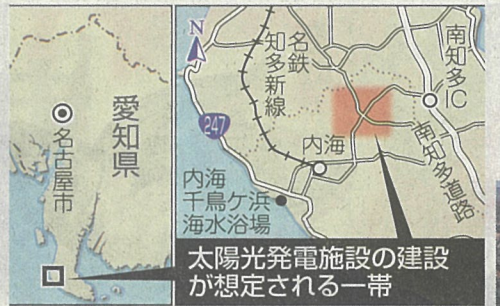 愛知県
名古屋市
N
名鉄
知多新線
南知多IC
247
内海
南知多道路
内海
千鳥ケ浜
海水浴場
太陽光発電施設の建設
が想定される一帯